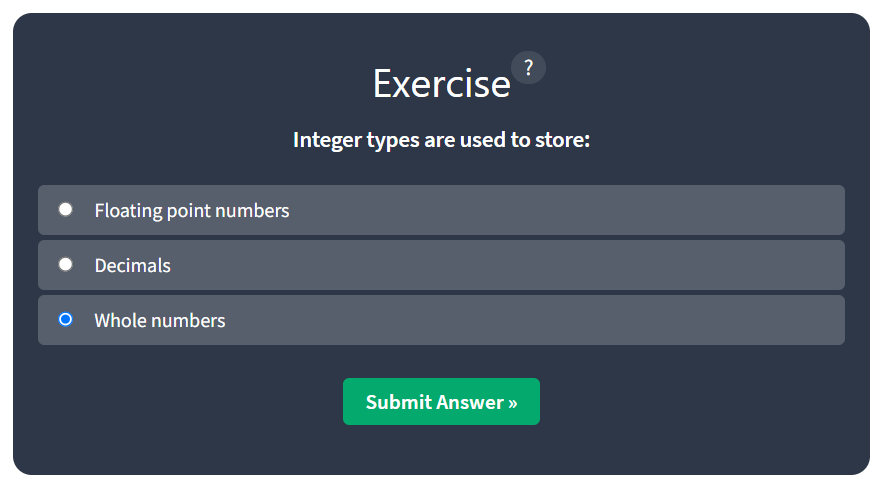 Exercise ?
Integer types are used to store:
Floating point numbers
Decimals
Whole numbers
Submit Answer »